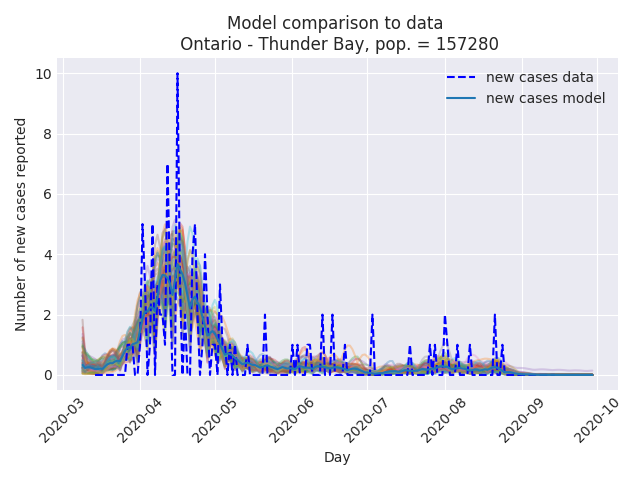 Model comparison to data
Ontario - Thunder Bay, pop. = 157280
new cases data
new cases model
Number of new cases reported
10
8
6
4
2
0
2020-03
2020-04
2020-05
2020-06
2020-07
2020-08
2020-09
2020-10
Day